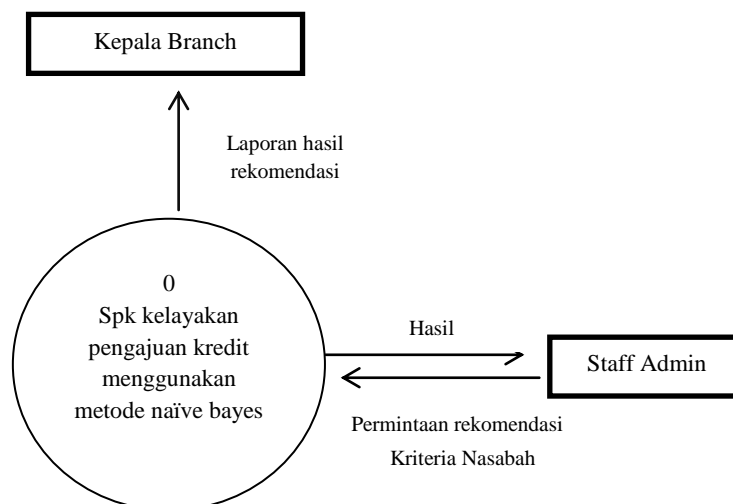 Kepala Branch
Laporan hasil
rekomendasi
0
Spk kelayakan
pengajuan kredit
menggunakan
metode naïve bayes
Hasil
Staff Admin
Permintaan rekomendasi
Kriteria Nasabah